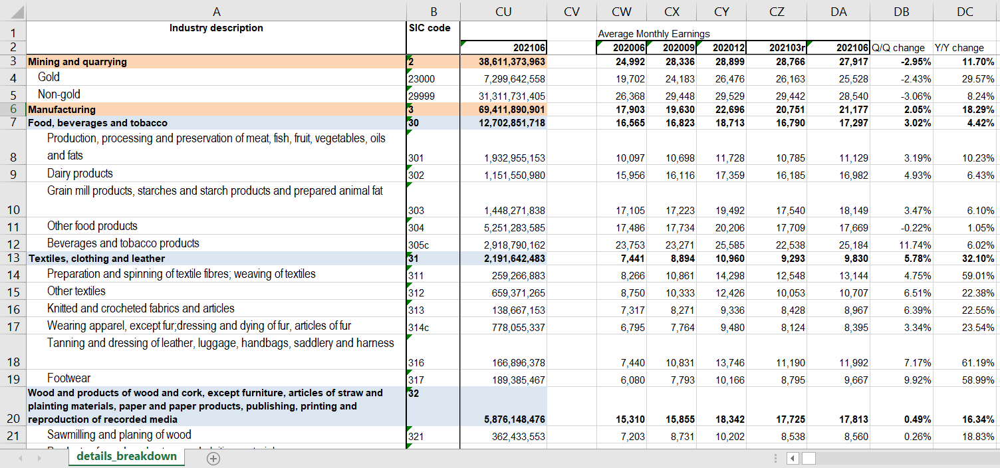 A B CU CV CW CX CY CZ DA DB DC
1 Industry description SIC code Average Monthly Earnings
2 202106 202006 202009 202012 202103r 202106 Q/Q change Y/Y change
3 Mining and quarrying 2 38,611,373,963 24,992 28,336 28,899 28,766 27,917 -2.95% 11.70%
4 Gold 23000 7,299,642,558 19,702 24,183 26,476 26,163 25,528 -2.43% 29.57%
5 Non-gold 29999 31,311,731,405 26,368 29,448 29,529 29,442 28,540 -3.06% 8.24%
6 Manufacturing 3 69,411,890,901 17,903 19,630 22,696 20,751 21,177 2.05% 18.29%
7 Food, beverages and tobacco 30 12,702,851,718 16,565 16,823 18,713 16,790 17,297 3.02% 4.42%
Production, processing and preservation of meat, fish, fruit, vegetables, oils
8 and fats 301 1,932,955,153 10,097 10,698 11,728 10,785 11,129 3.19% 10.23%
9 Dairy products 302 1,151,550,980 15,956 16,116 17,359 16,185 16,982 4.93% 6.43%
Grain mill products, starches and starch products and prepared animal fat
10 303 1,448,271,838 17,105 17,223 19,492 17,540 18,149 3.47% 6.10%
11 Other food products 304 5,251,283,585 17,486 17,734 20,206 17,709 17,669 -0.22% 1.05%
12 Beverages and tobacco products 305c 2,918,790,162 23,753 23,271 25,585 22,538 25,184 11.74% 6.02%
13 Textiles, clothing and leather 31 2,191,642,483 7,441 8,894 10,960 9,293 9,830 5.78% 32.10%
14 Preparation and spinning of textile fibres; weaving of textiles 311 259,266,883 8,266 10,861 14,298 12,548 13,144 4.75% 59.01%
15 Other textiles 312 659,371,265 8,750 10,333 12,426 10,053 10,707 6.51% 22.38%
16 Knitted and crocheted fabrics and articles 313 138,667,153 7,317 8,271 9,336 8,428 8,967 6.39% 22.55%
17 Wearing apparel, except fur;dressing and dying of fur, articles of fur 314c 778,055,337 6,795 7,764 9,480 8,124 8,395 3.34% 23.54%
Tanning and dressing of leather, luggage, handbags, saddlery and harness
18 316 166,896,378 7,440 10,831 13,746 11,190 11,992 7.17% 61.19%
19 Footwear 317 189,385,467 6,080 7,793 10,166 8,795 9,667 9.92% 58.99%
Wood and products of wood and cork, except furniture, articles of straw and 32
plainting materials, paper and paper products, publishing, printing and
20 reproduction of recorded media 5,876,148,476 15,310 15,855 18,342 17,725 17,813 0.49% 16.34%
21 Sawmilling and planing of wood 321 362,433,553 7,203 8,731 10,202 8,538 8,560 0.26% 18.83%
details_breakdown